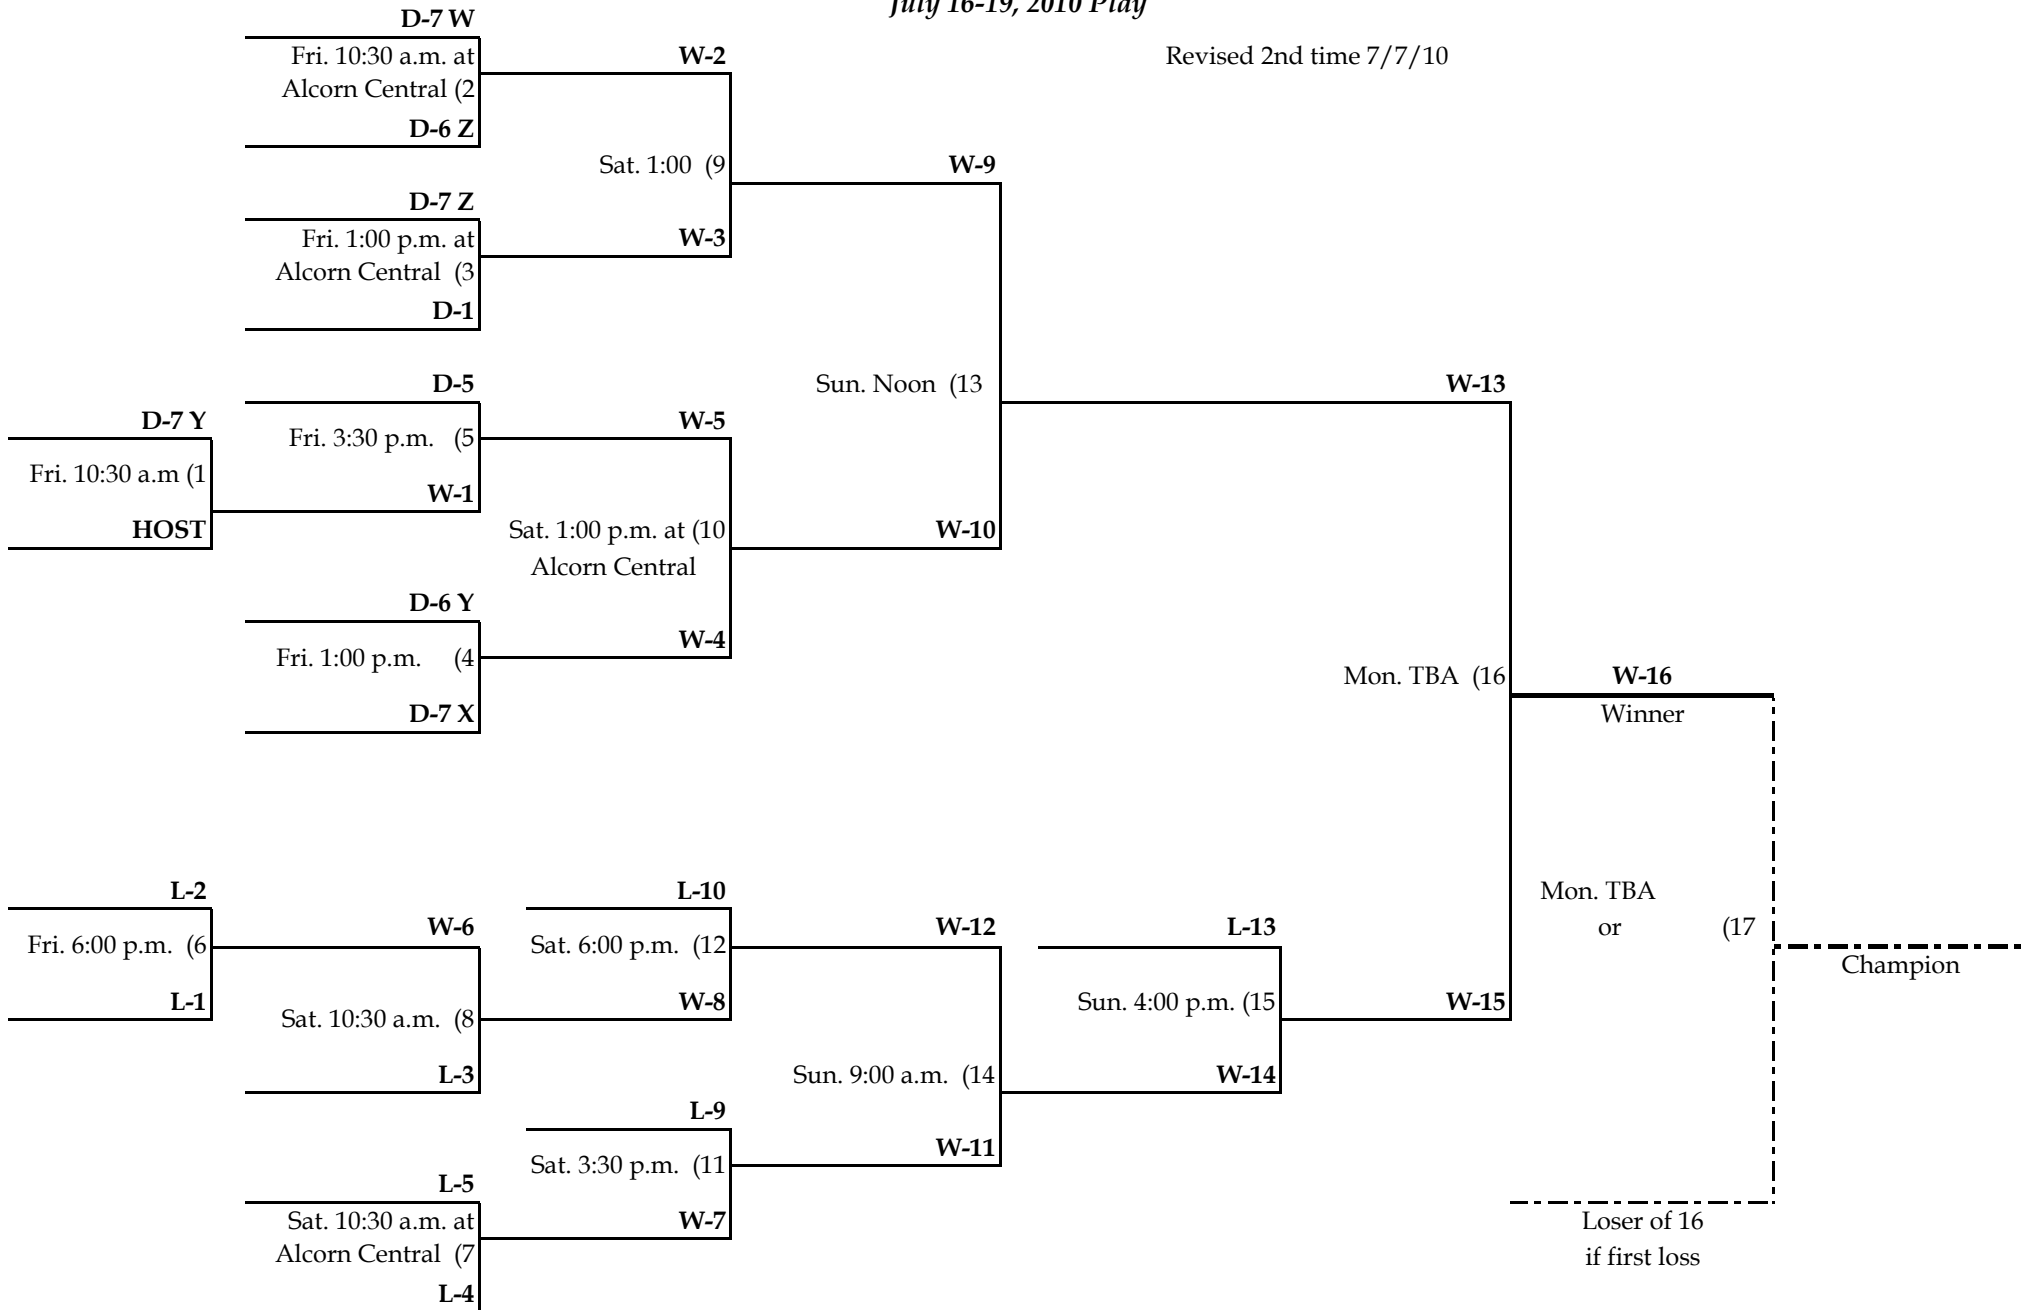 July 16-19, 2010 Play
Revised 2nd time 7/7/10
D-7 W
Fri. 10:30 a.m. at
Alcorn Central (2
D-6 Z
W-2
Sat. 1:00  (9
W-3
D-7 Z
Fri. 1:00 p.m. at
Alcorn Central  (3
D-1
W-9
Sun. Noon  (13
W-10
D-5
Fri. 3:30 p.m.   (5
W-1
D-7 Y
Fri. 10:30 a.m (1
HOST
W-5
Sat. 1:00 p.m. at (10
Alcorn Central
W-4
D-6 Y
Fri. 1:00 p.m.     (4
D-7 X
W-13
Mon. TBA  (16
W-16
Winner
L-2
Fri. 6:00 p.m.  (6
L-1
W-6
Sat. 10:30 a.m.  (8
L-3
L-10
Sat. 6:00 p.m.  (12
W-8
W-12
Sun. 9:00 a.m.  (14
W-11
L-9
Sat. 3:30 p.m.  (11
W-7
L-5
Sat. 10:30 a.m. at
Alcorn Central  (7
L-4
L-13
Sun. 4:00 p.m. (15
W-14
W-15
Mon. TBA
or (17
Champion
Loser of 16
if first loss